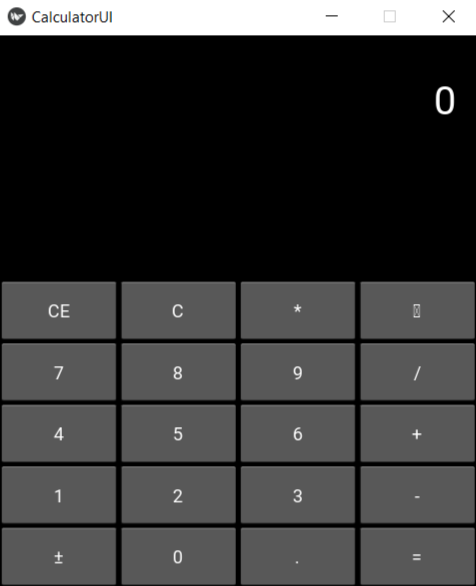 CalculatorUI
0
CE C *
7 8 9 /
4 5 6 +
1 2 3 -
± 0 . =